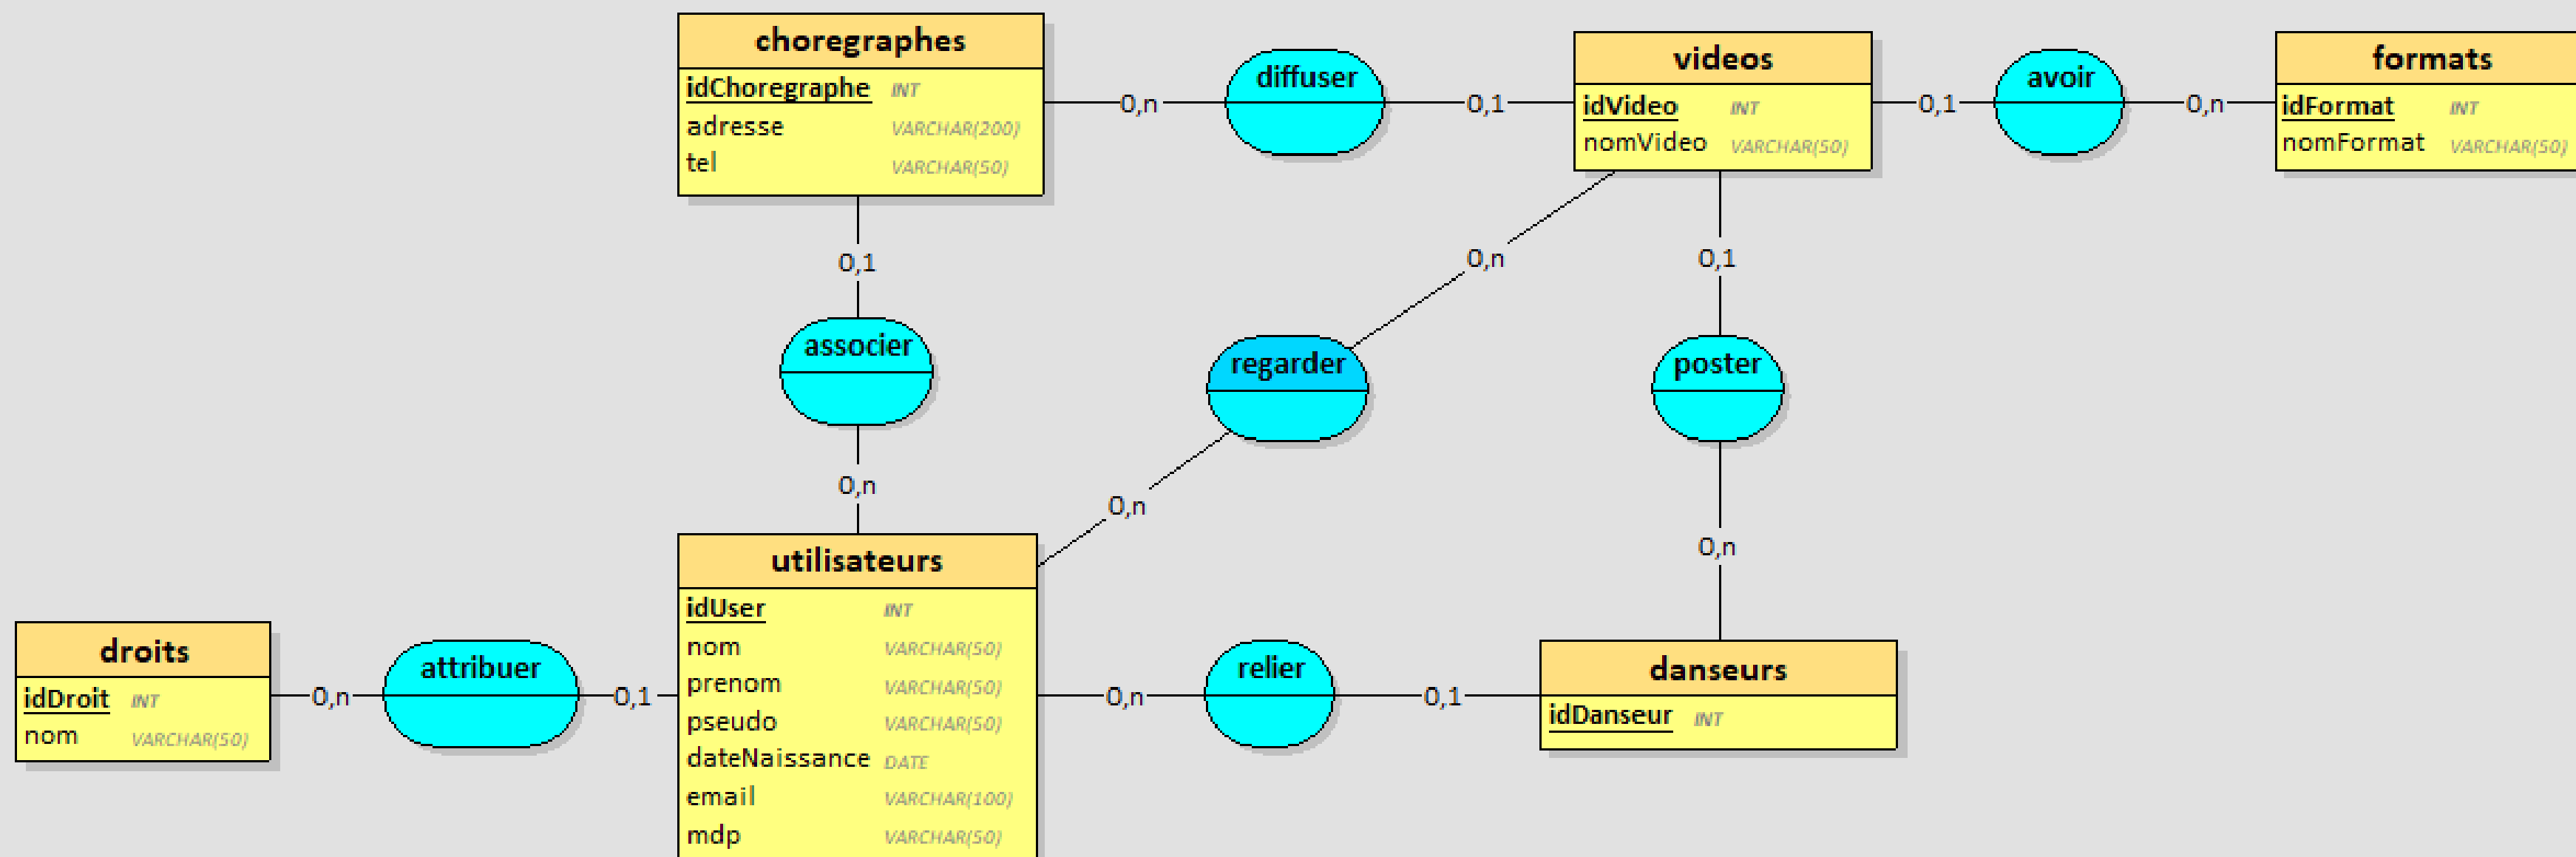 choregraphes
idChoregraphe INT
adresse VARCHAR(200)
tel VARCHAR(50)
0,n
diffuser
0,1
videos
idVideo INT
nomVideo VARCHAR(50)
0,1
avoir
0,n
formats
idFormat INT
nomFormat VARCHAR(50)
0,1
associer
0,n
0,n
regarder
0,n
0,1
poster
0,n
droits
idDroit INT
nom VARCHAR(50)
0,n
attribuer
0,1
utilisateurs
idUser INT
nom VARCHAR(50)
prenom VARCHAR(50)
pseudo VARCHAR(50)
dateNaissance DATE
email VARCHAR(100)
mdp VARCHAR(50)
0,n
relier
0,1
danseurs
idDanseur INT